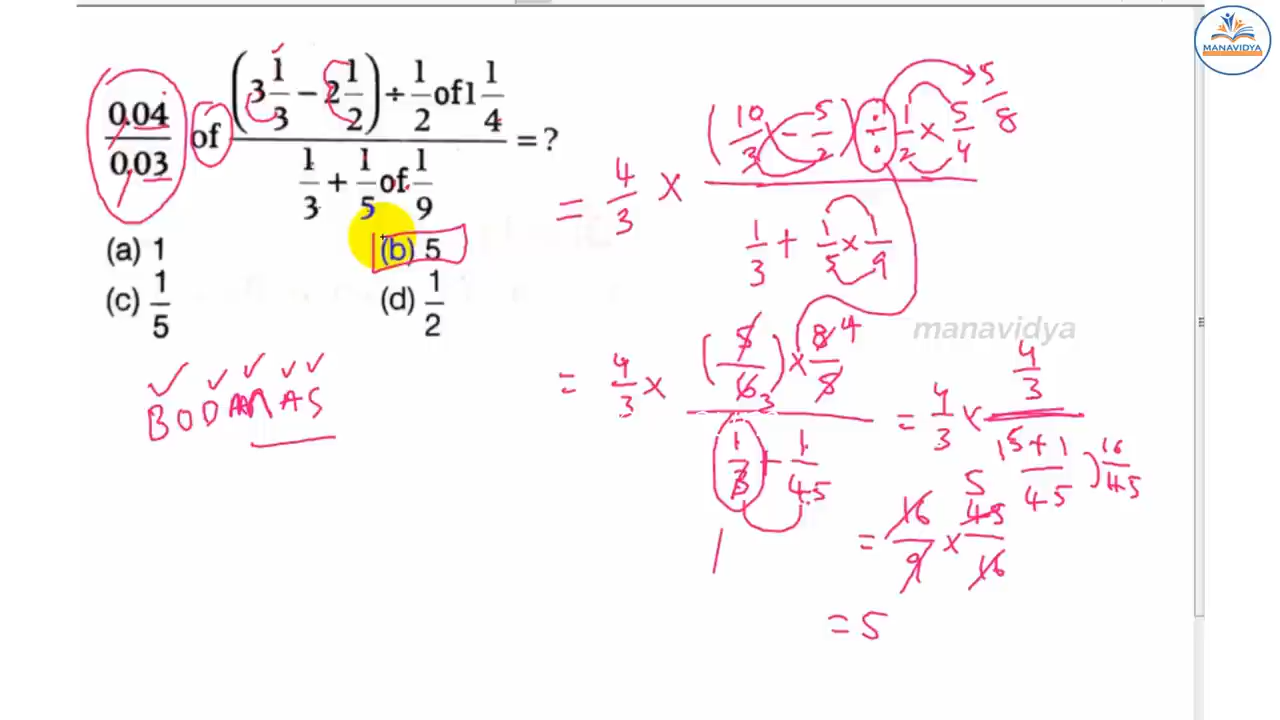 MANAVIDYA
0.04/0.03 of ((3 1/3 − 2 1/2) ÷ 1/2 of 1 1/4)/(1/3 + 1/5 of 1/9) = ?
(a) 1 (b) 5
(c) 1/5 (d) 1/2
= 4/3 × ((10/3 − 5/2) ÷ 1/2 × 5/4)/(1/3 + 1/5 × 1/9) 5/8
manavidya
= 4/3 × ((5/6) × 8/8)/(1/3 + 1/45) 3 4
BODMAS
= 4/3 × (4/3)/((15+1)/45) 16/45
= 16/9 × 45/16 5
= 5